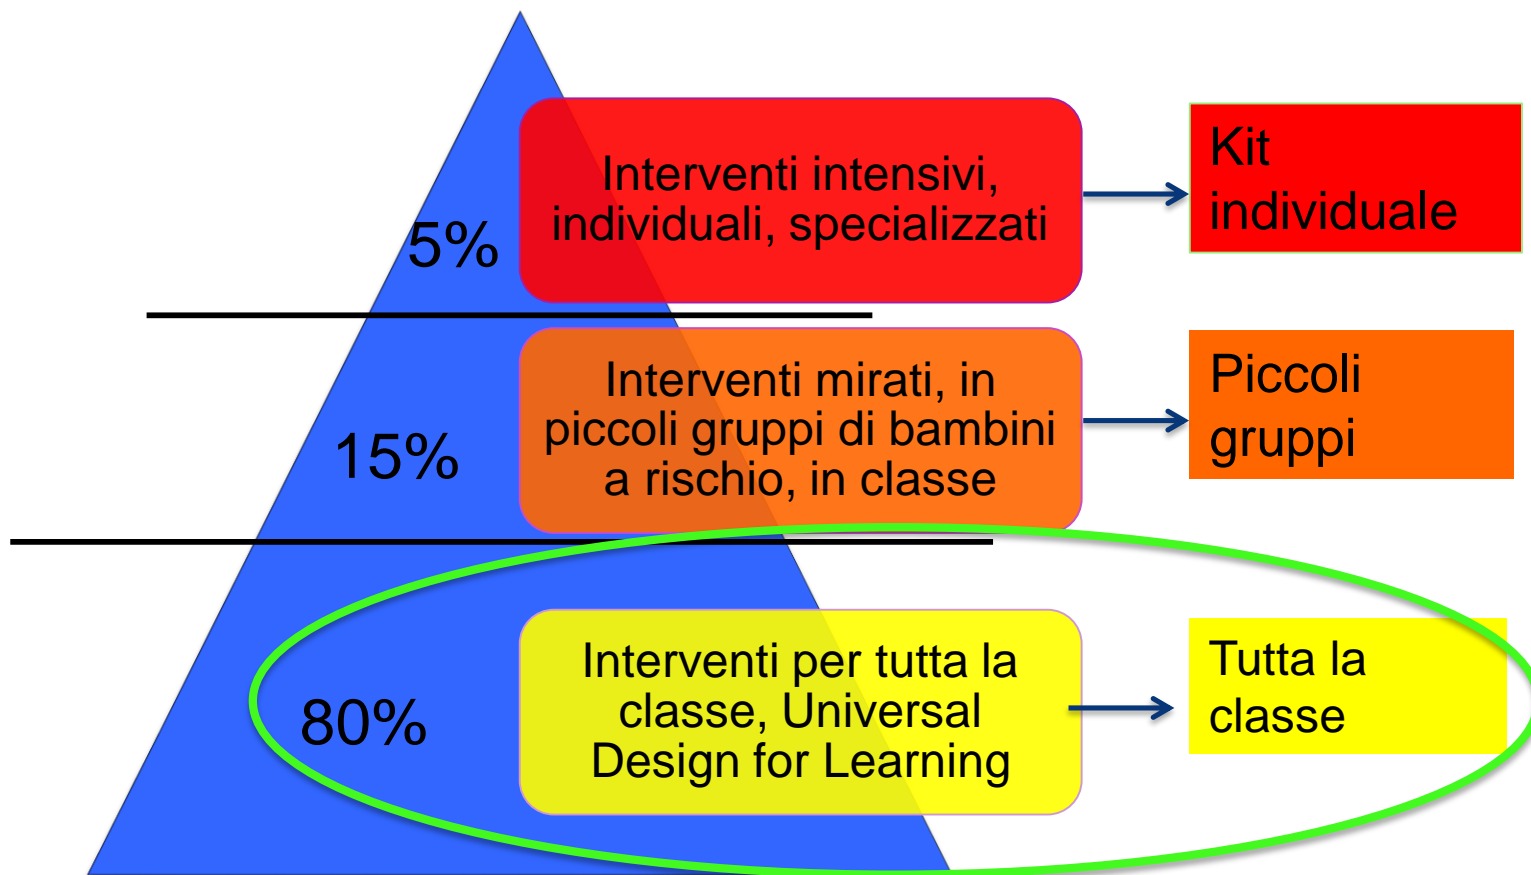 5%
Interventi intensivi,
individuali, specializzati
Kit
individuale
15%
Interventi mirati, in
piccoli gruppi di bambini
a rischio, in classe
Piccoli
gruppi
80%
Interventi per tutta la
classe, Universal
Design for Learning
Tutta la
classe